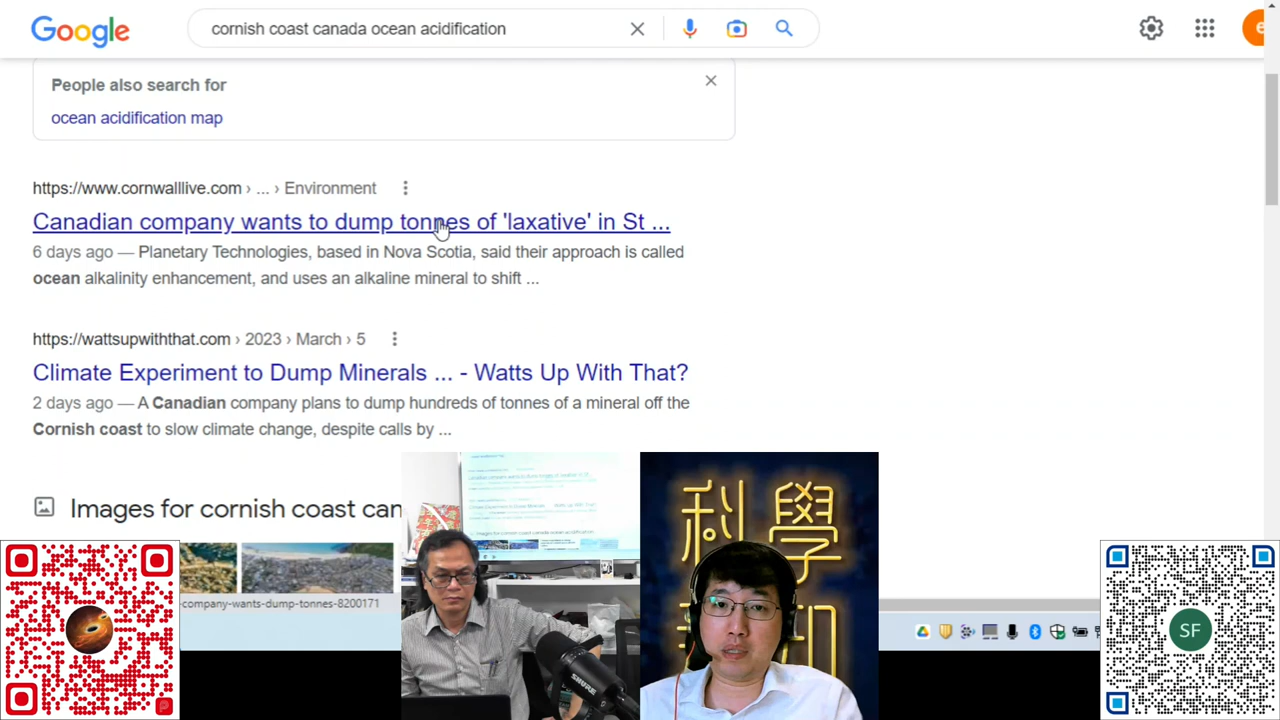 Google
cornish coast canada ocean acidification
People also search for
ocean acidification map
https://www.cornwalllive.com › ... › Environment
Canadian company wants to dump tonnes of 'laxative' in St ...
6 days ago — Planetary Technologies, based in Nova Scotia, said their approach is called
ocean alkalinity enhancement, and uses an alkaline mineral to shift ...
https://wattsupwiththat.com › 2023 › March › 5
Climate Experiment to Dump Minerals ... - Watts Up With That?
2 days ago — A Canadian company plans to dump hundreds of tonnes of a mineral off the
Cornish coast to slow climate change, despite calls by ...
Images for cornish coast can
-company-wants-dump-tonnes-8200171
科學
SHURE
SF